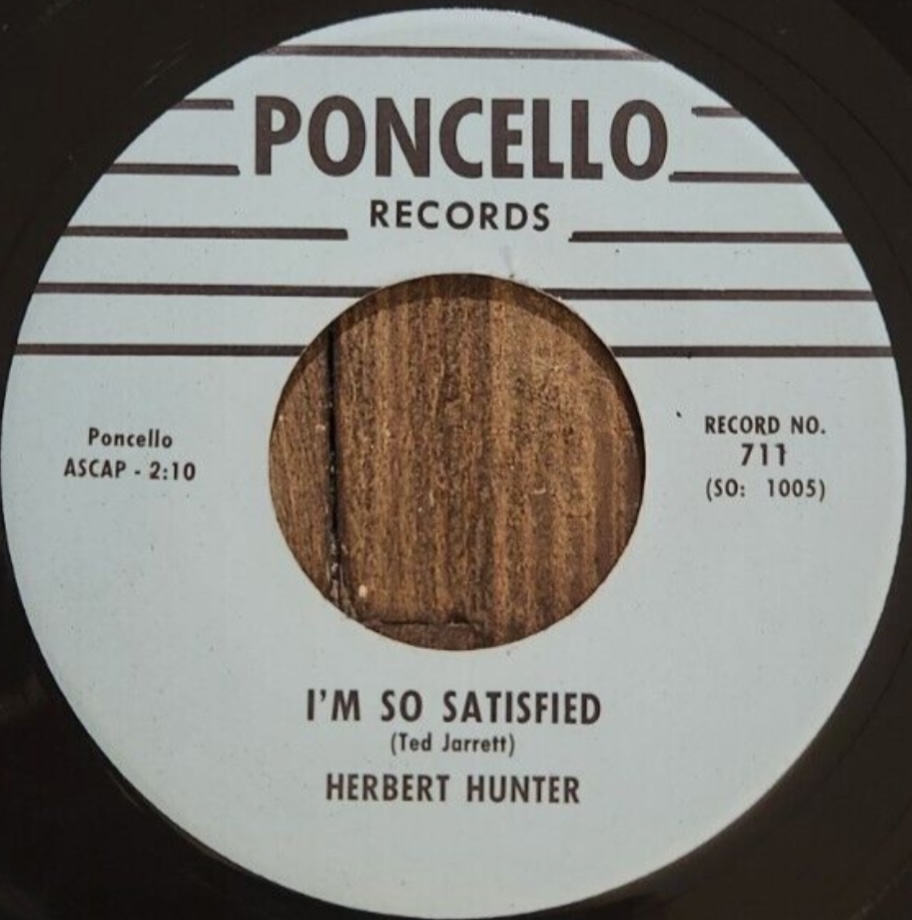 PONCELLO
RECORDS
Poncello
ASCAP - 2:10
RECORD NO.
711
(SO: 1005)
I'M SO SATISFIED
(Ted Jarrett)
HERBERT HUNTER